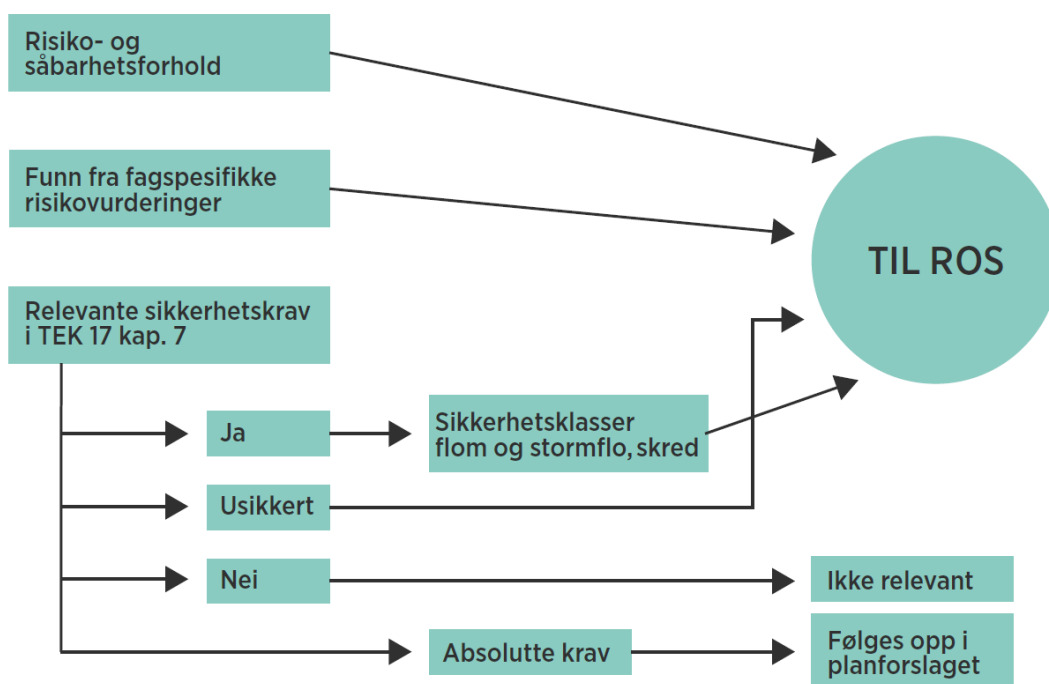 Risiko- og
såbarhetsforhold
Funn fra fagspesifikke
risikovurderinger
TIL ROS
Relevante sikkerhetskrav
i TEK 17 kap. 7
Ja
Sikkerhetsklasser
flom og stormflo, skred
Usikkert
Nei
Ikke relevant
Absolutte krav
Følges opp i
planforslaget